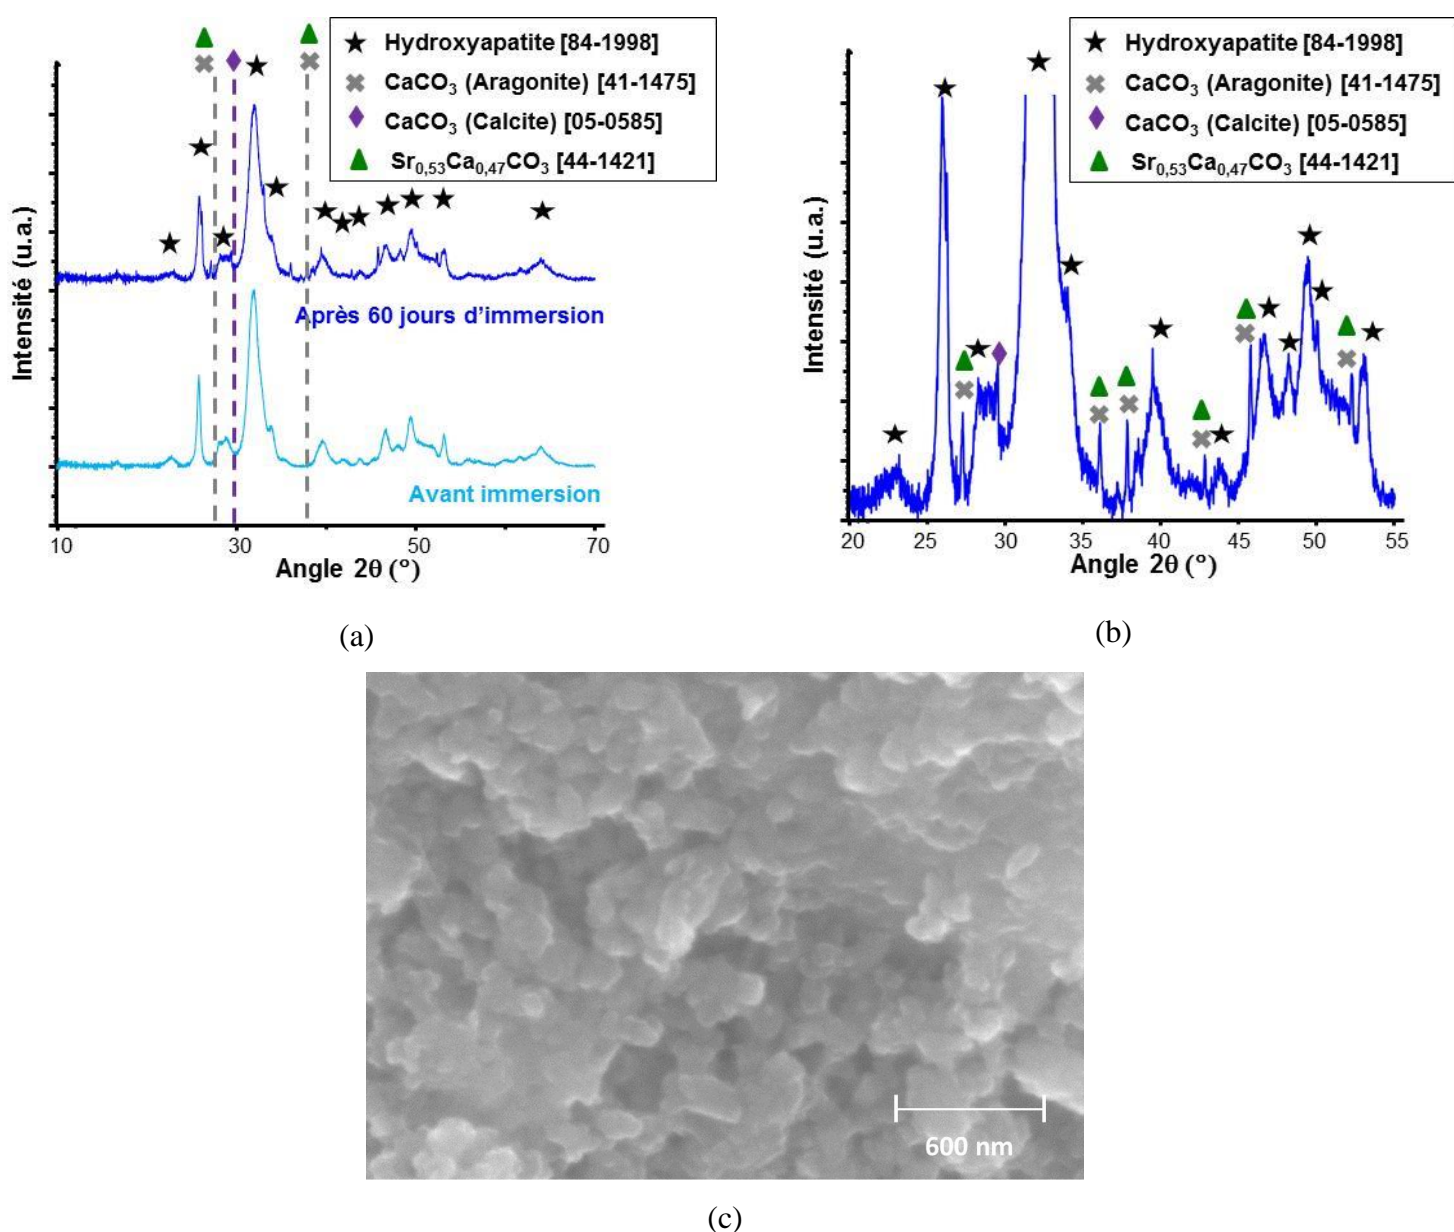 Hydroxyapatite [84-1998]
CaCO₃ (Aragonite) [41-1475]
CaCO₃ (Calcite) [05-0585]
Sr₀,₅₃Ca₀,₄₇CO₃ [44-1421]
Intensité (u.a.)
Après 60 jours d’immersion
Avant immersion
10 30 50 70
Angle 2θ (°)
(a)
Hydroxyapatite [84-1998]
CaCO₃ (Aragonite) [41-1475]
CaCO₃ (Calcite) [05-0585]
Sr₀,₅₃Ca₀,₄₇CO₃ [44-1421]
Intensité (u.a.)
20 25 30 35 40 45 50 55
Angle 2θ (°)
(b)
600 nm
(c)